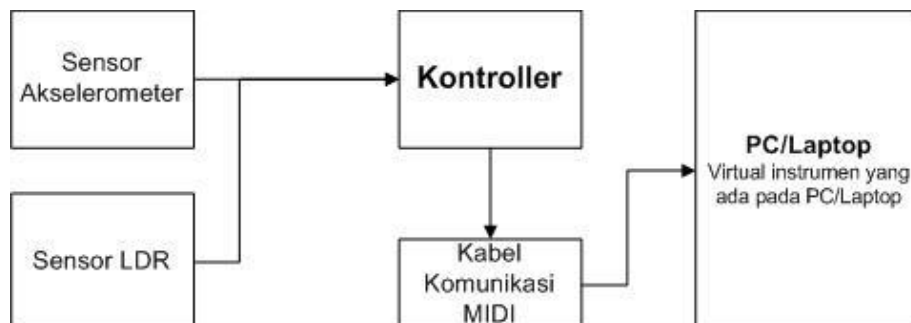 Sensor
Akselerometer
Kontroller
PC/Laptop
Virtual instrumen yang
ada pada PC/Laptop
Sensor LDR
Kabel
Komunikasi
MIDI